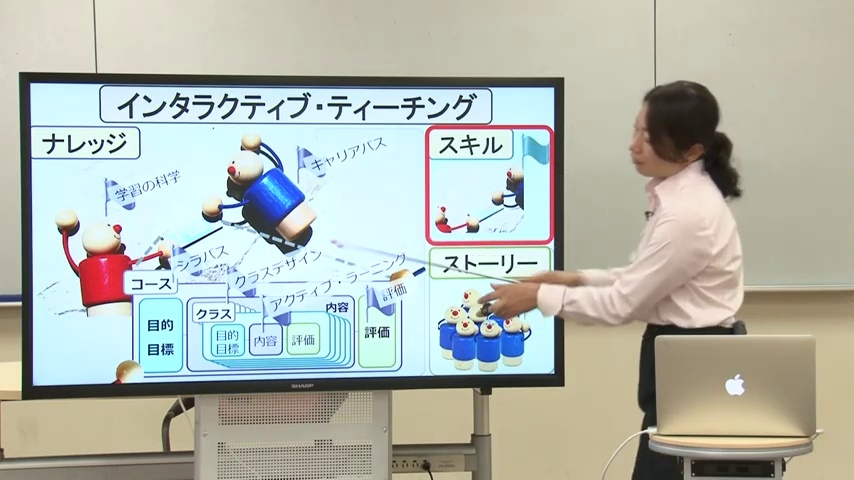 インタラクティブ・ティーチング
ナレッジ
スキル
キャリアパス
学習の科学
シラバス
クラスデザイン
アクティブ・ラーニング
評価
ストーリー
コース
目的
目標
クラス
内容
目的
目標
内容
評価
評価
SHARP